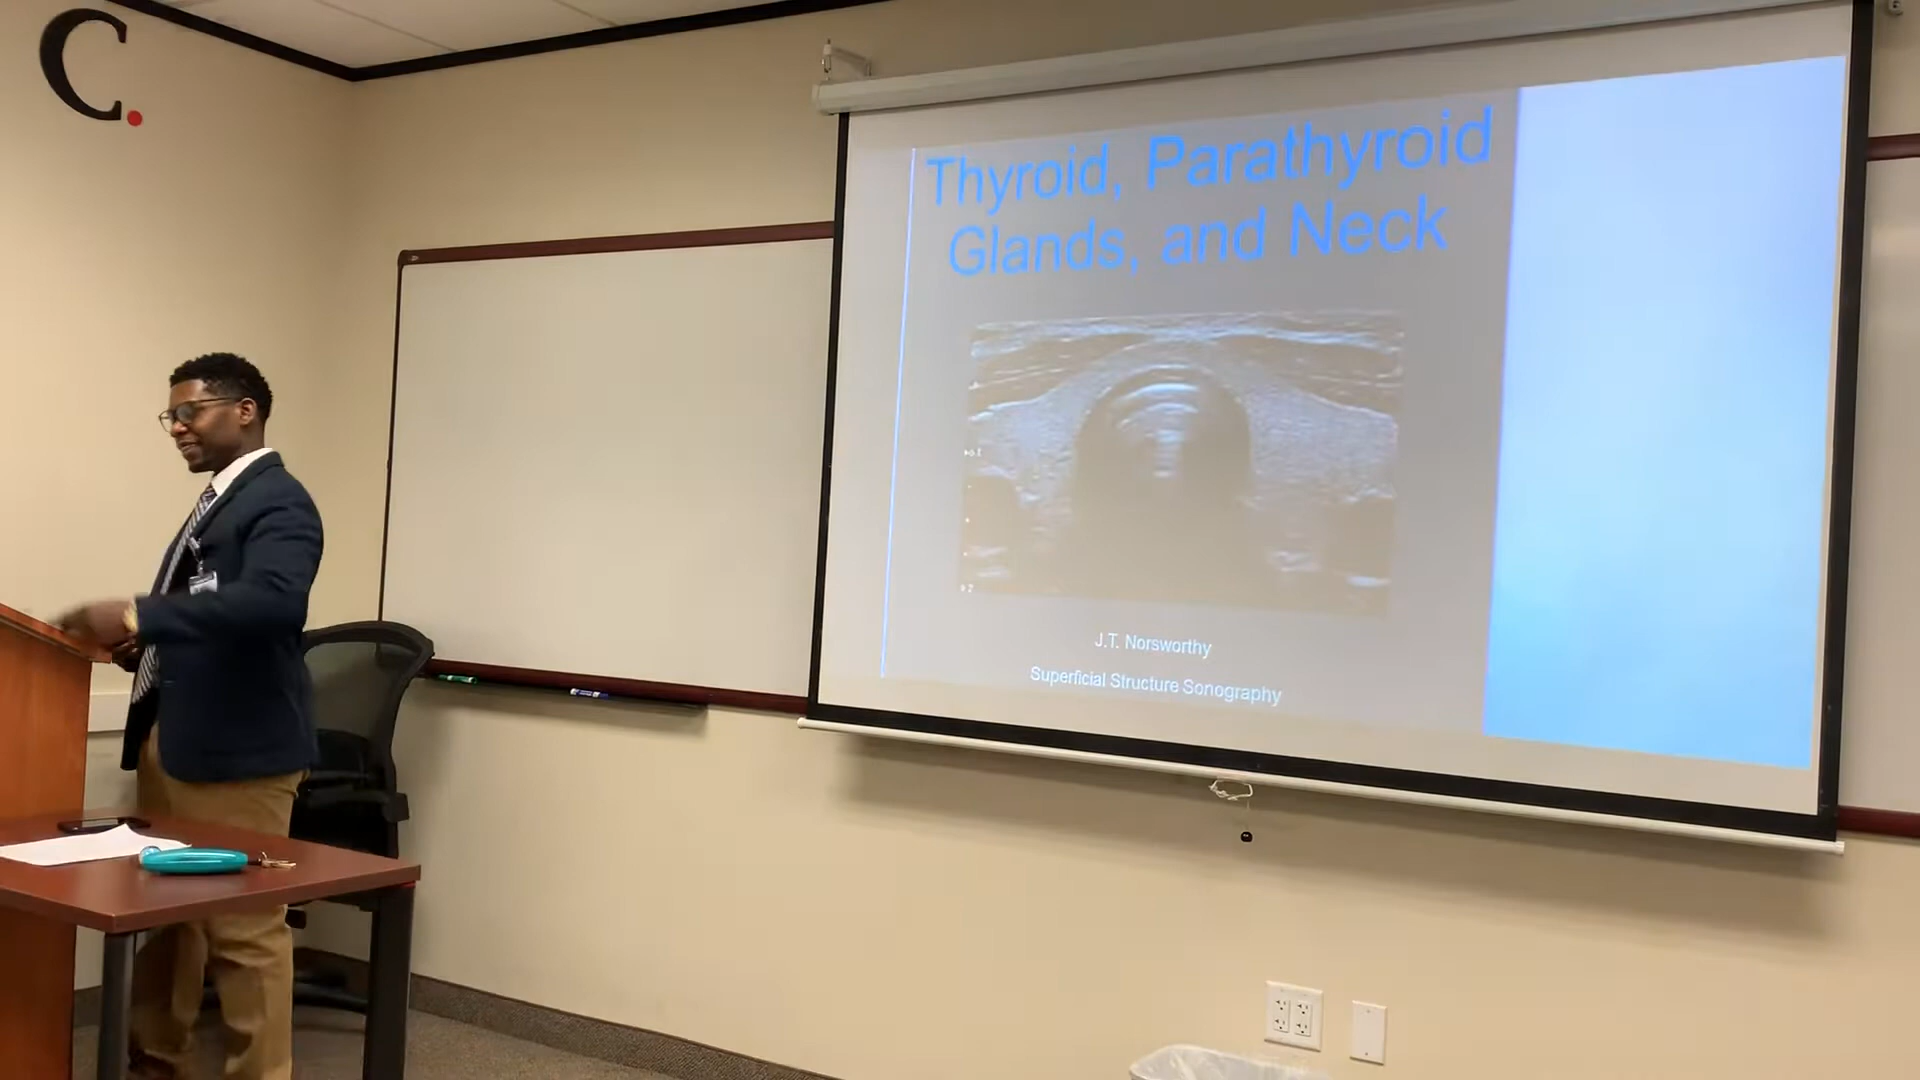 C.
Thyroid, Parathyroid
Glands, and Neck
J.T. Norsworthy
Superficial Structure Sonography